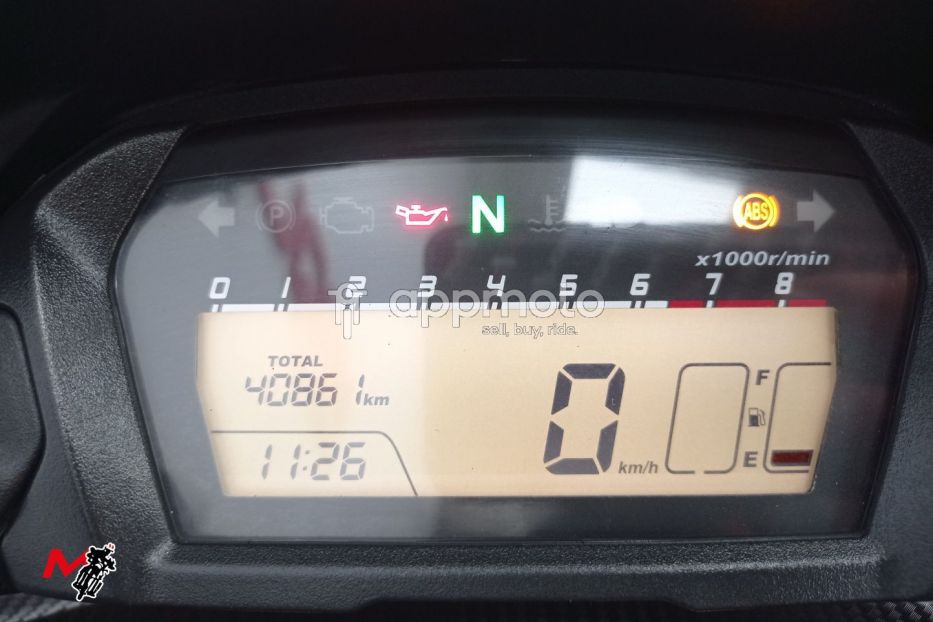 P N ABS
x1000r/min
0 1 2 3 4 5 6 7 8
appmoto
sell, buy, ride.
TOTAL
40861km
11:26
0 km/h
F
E
M